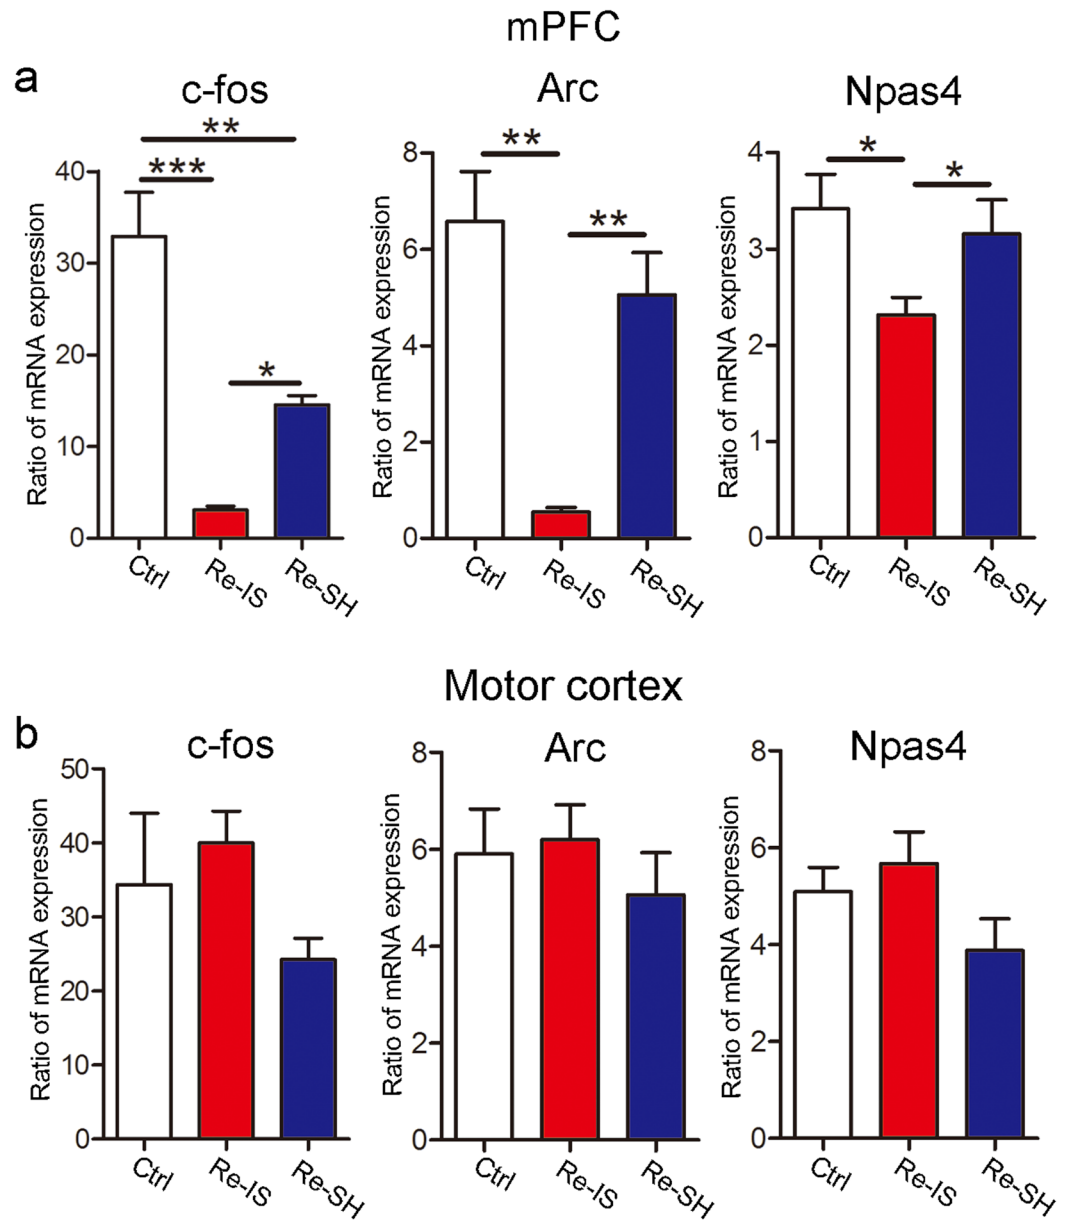 mPFC
a
c-fos
Arc
Npas4
**
***
*
**
**
*
*
Ratio of mRNA expression
40
30
20
10
0
Ctrl
Re-IS
Re-SH
Ratio of mRNA expression
8
6
4
2
0
Ctrl
Re-IS
Re-SH
Ratio of mRNA expression
4
3
2
1
0
Ctrl
Re-IS
Re-SH
Motor cortex
b
c-fos
Arc
Npas4
Ratio of mRNA expression
50
40
30
20
10
0
Ctrl
Re-IS
Re-SH
Ratio of mRNA expression
8
6
4
2
0
Ctrl
Re-IS
Re-SH
Ratio of mRNA expression
8
6
4
2
0
Ctrl
Re-IS
Re-SH